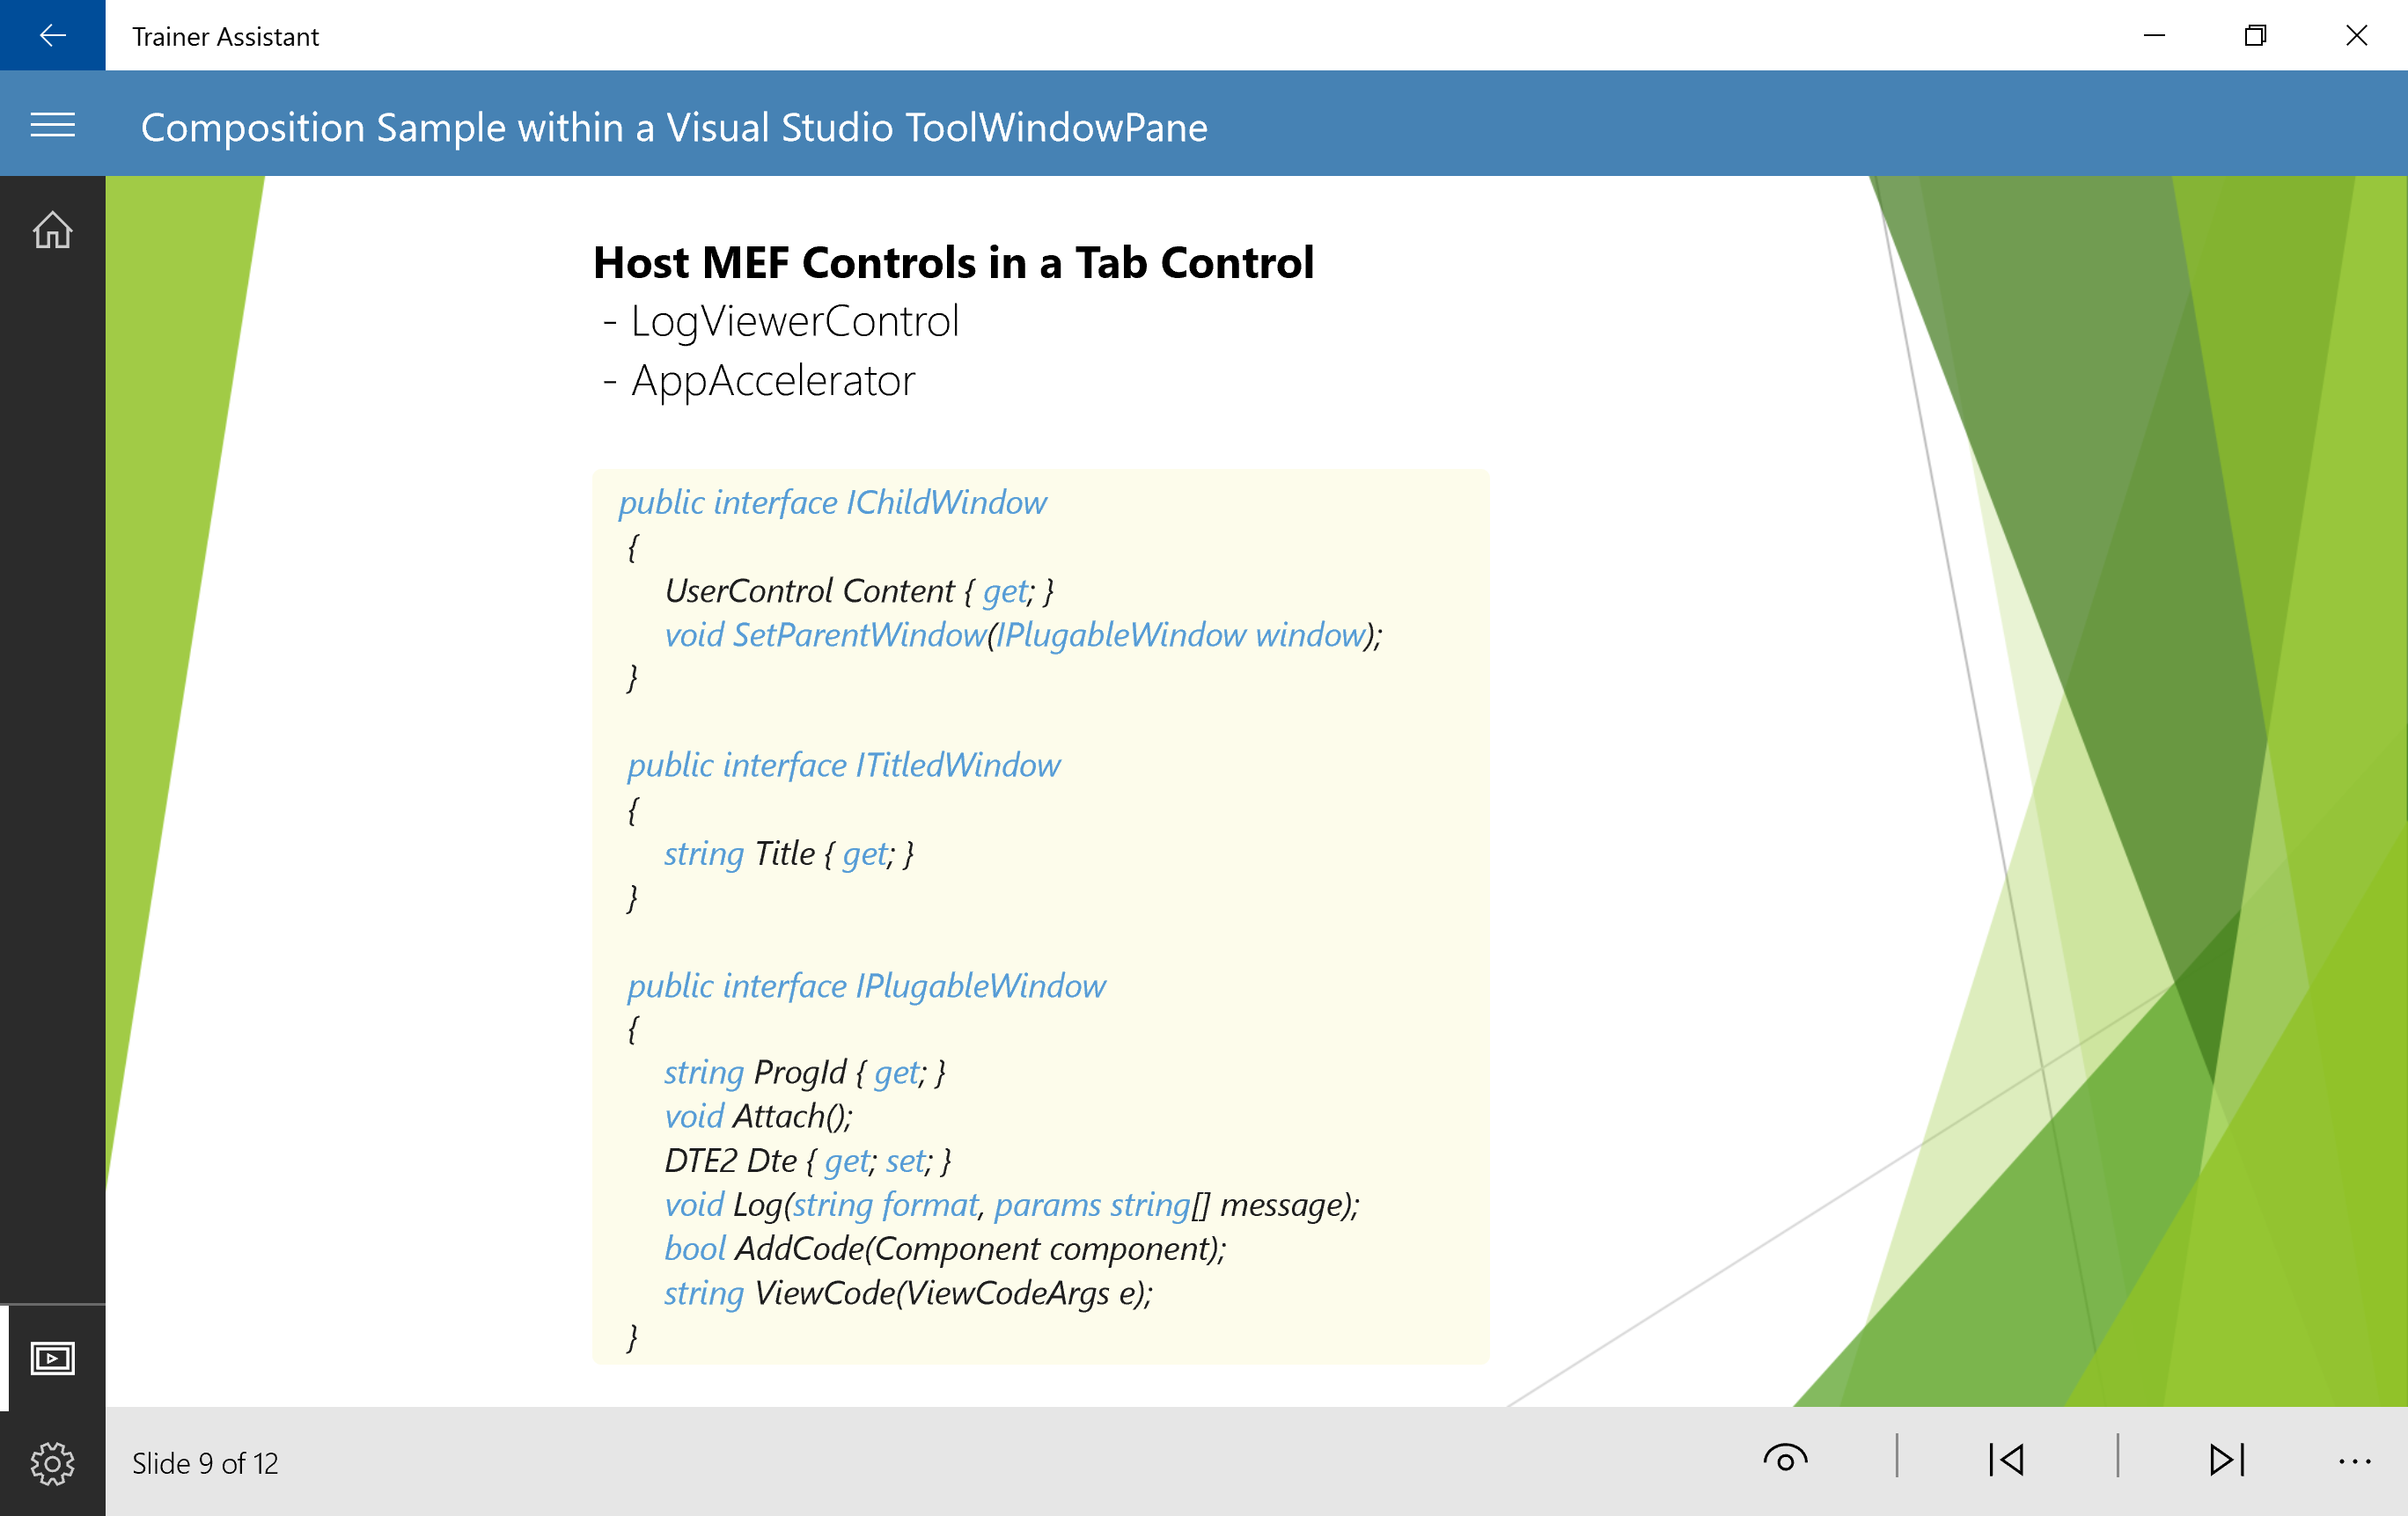 Trainer Assistant
Composition Sample within a Visual Studio ToolWindowPane
Host MEF Controls in a Tab Control
- LogViewerControl
- AppAccelerator
public interface IChildWindow
{
UserControl Content { get; }
void SetParentWindow(IPlugableWindow window);
}
public interface ITitledWindow
{
string Title { get; }
}
public interface IPlugableWindow
{
string ProgId { get; }
void Attach();
DTE2 Dte { get; set; }
void Log(string format, params string[] message);
bool AddCode(Component component);
string ViewCode(ViewCodeArgs e);
}
Slide 9 of 12